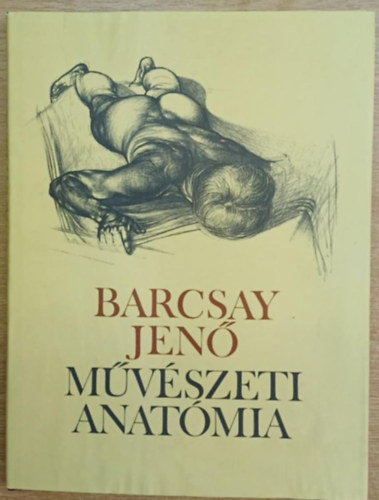 BARCSAY
JENŐ
MŰVÉSZETI
ANATÓMIA